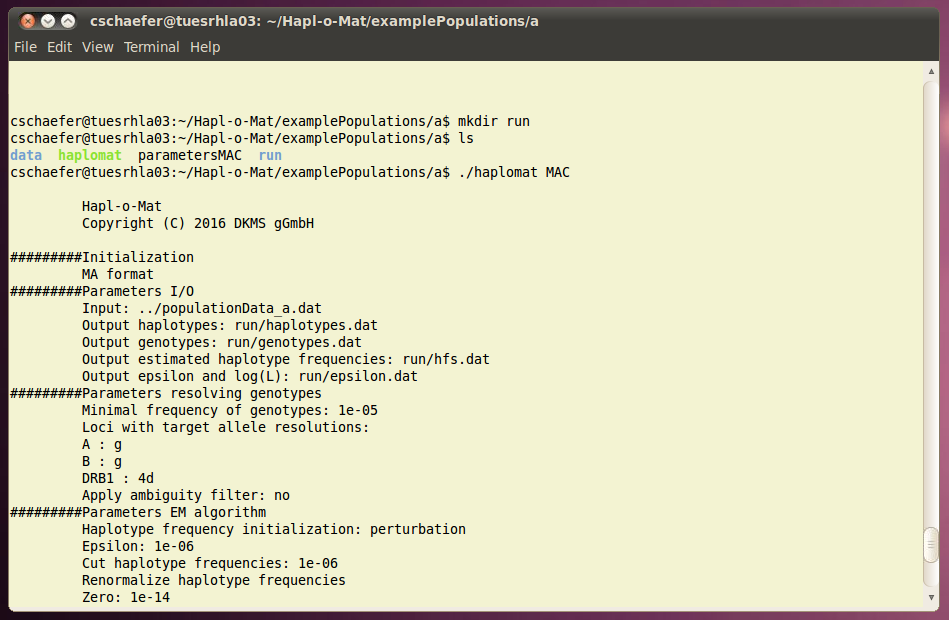 cschaefer@tuesrhla03: ~/Hapl-o-Mat/examplePopulations/a
File Edit View Terminal Help
cschaefer@tuesrhla03:~/Hapl-o-Mat/examplePopulations/a$ mkdir run
cschaefer@tuesrhla03:~/Hapl-o-Mat/examplePopulations/a$ ls
data haplomat parametersMAC run
cschaefer@tuesrhla03:~/Hapl-o-Mat/examplePopulations/a$ ./haplomat MAC
Hapl-o-Mat
Copyright (C) 2016 DKMS gGmbH
#########Initialization
MA format
#########Parameters I/O
Input: ../populationData_a.dat
Output haplotypes: run/haplotypes.dat
Output genotypes: run/genotypes.dat
Output estimated haplotype frequencies: run/hfs.dat
Output epsilon and log(L): run/epsilon.dat
#########Parameters resolving genotypes
Minimal frequency of genotypes: 1e-05
Loci with target allele resolutions:
A : g
B : g
DRB1 : 4d
Apply ambiguity filter: no
#########Parameters EM algorithm
Haplotype frequency initialization: perturbation
Epsilon: 1e-06
Cut haplotype frequencies: 1e-06
Renormalize haplotype frequencies
Zero: 1e-14